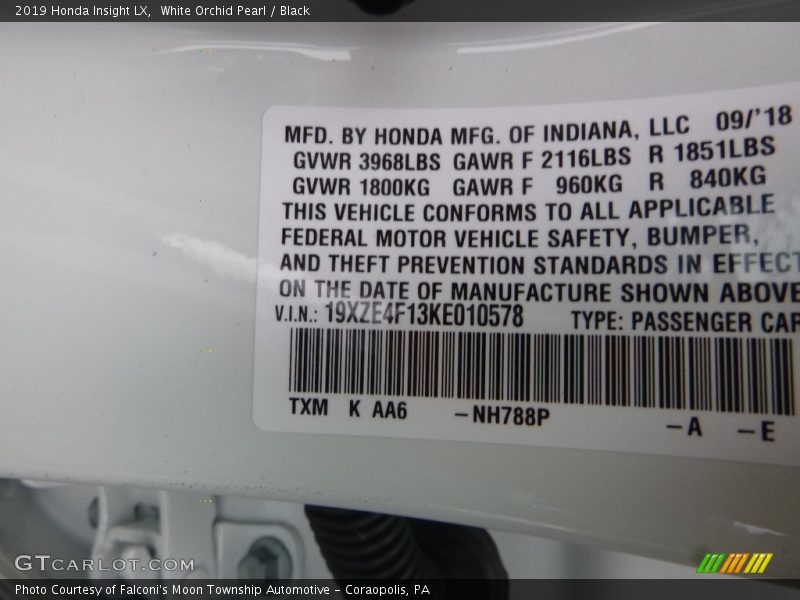 2019 Honda Insight LX, White Orchid Pearl / Black
MFD. BY HONDA MFG. OF INDIANA, LLC 09/'18
GVWR 3968LBS GAWR F 2116LBS R 1851LBS
GVWR 1800KG GAWR F 960KG R 840KG
THIS VEHICLE CONFORMS TO ALL APPLICABLE
FEDERAL MOTOR VEHICLE SAFETY, BUMPER,
AND THEFT PREVENTION STANDARDS IN EFFECT
ON THE DATE OF MANUFACTURE SHOWN ABOVE
V.I.N.: 19XZE4F13KE010578 TYPE: PASSENGER CAR
TXM K AA6 -NH788P -A -E
GTCARLOT.COM
Photo Courtesy of Falconi's Moon Township Automotive - Coraopolis, PA